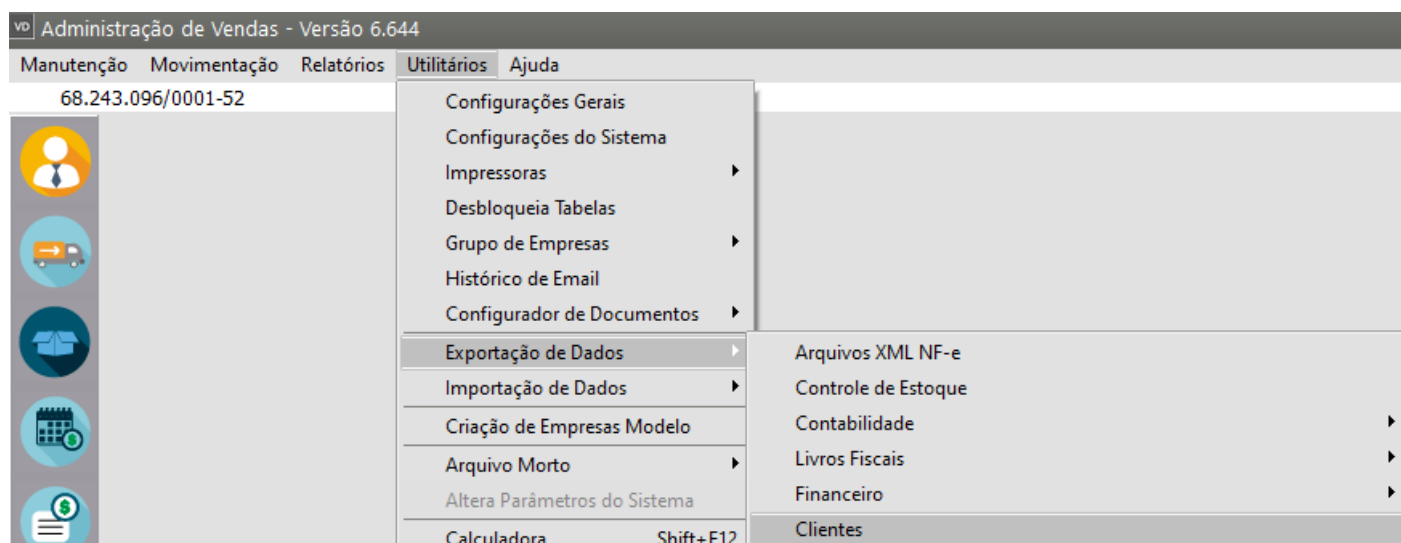 VD Administração de Vendas - Versão 6.644
Manutenção Movimentação Relatórios Utilitários Ajuda
68.243.096/0001-52
Configurações Gerais
Configurações do Sistema
Impressoras
Desbloqueia Tabelas
Grupo de Empresas
Histórico de Email
Configurador de Documentos
Exportação de Dados
Importação de Dados
Criação de Empresas Modelo
Arquivo Morto
Altera Parâmetros do Sistema
Calculadora Shift+F12
Arquivos XML NF-e
Controle de Estoque
Contabilidade
Livros Fiscais
Financeiro
Clientes